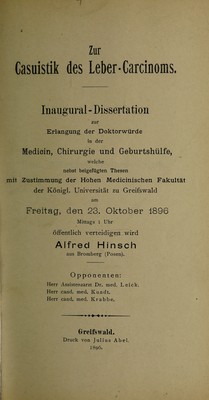 Zur
Casuistik des Leber-Carcinoms.
Inaugural-Dissertation
zur
Erlangung der Doktorwürde
in der
Medicin, Chirurgie und Geburtshülfe,
welche
nebst beigefügten Thesen
mit Zustimmung der Hohen Medicinischen Fakultät
der Königl. Universität zu Greifswald
am
Freitag, den 23. Oktober 1896
Mittags 1 Uhr
öffentlich verteidigen wird
Alfred Hinsch
aus Bromberg (Posen).
Opponenten:
Herr Assistenzarzt Dr. med. Leick.
Herr cand. med. Knadt.
Herr cand. med. Krabbe.
Greifswald.
Druck von Julius Abel.
1896.